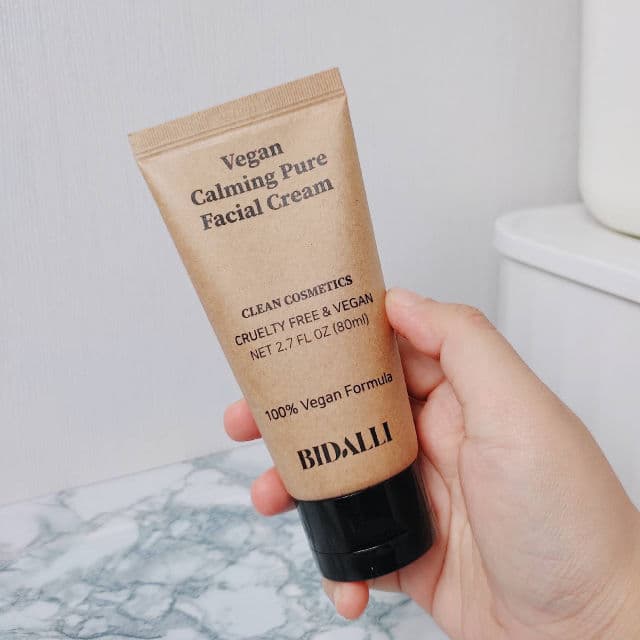 Vegan
Calming Pure
Facial Cream
CLEAN COSMETICS
CRUELTY FREE & VEGAN
NET 2.7 FL OZ (80ml)
100% Vegan Formula
BIDALLI